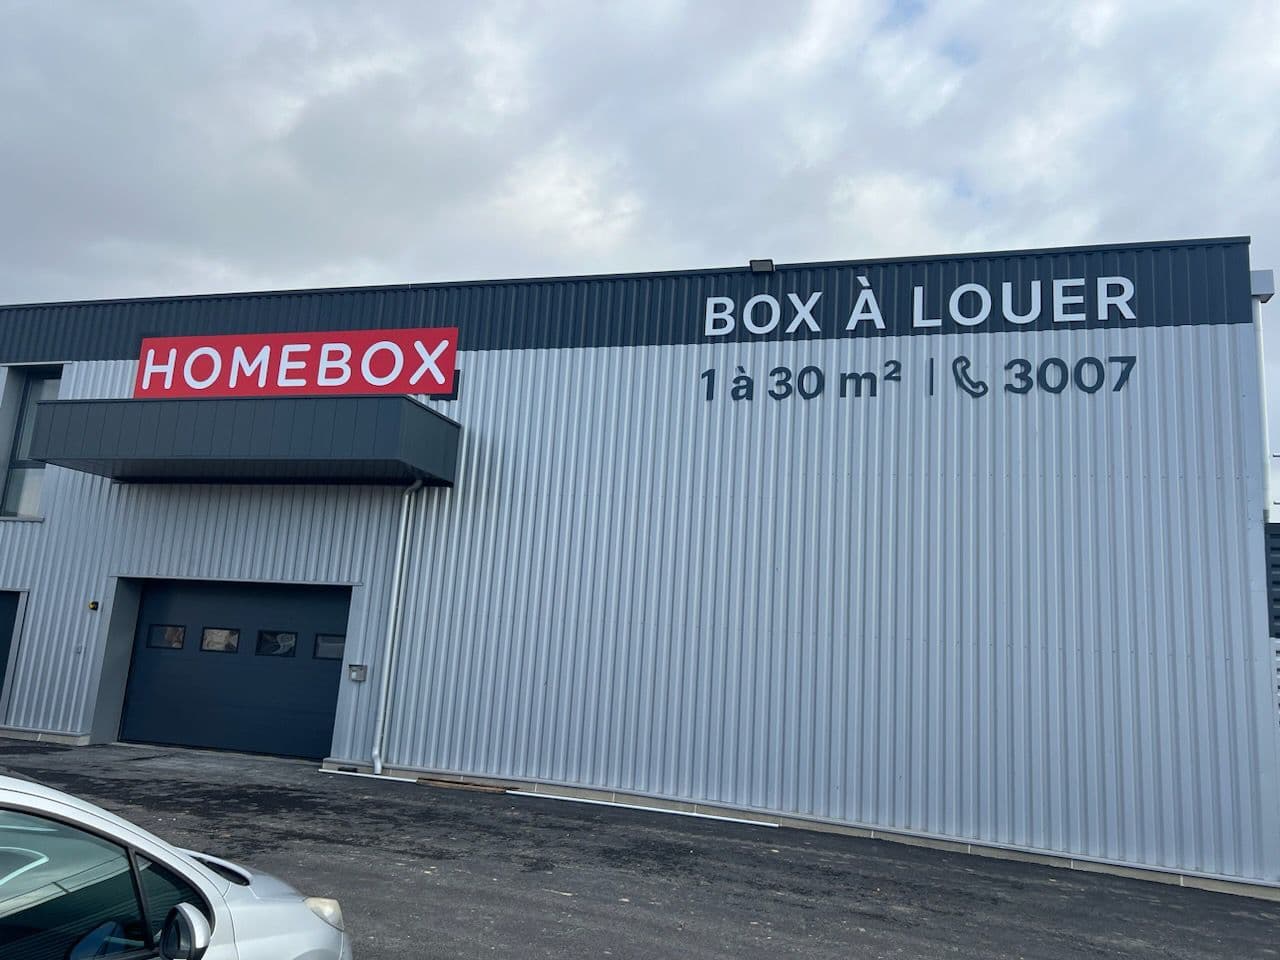 HOMEBOX
BOX À LOUER
1 à 30 m² | 3007